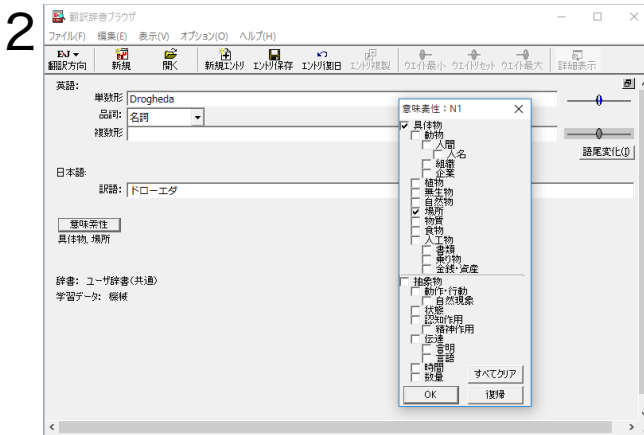 2
翻訳辞書ブラウザ
ファイル(F) 編集(E) 表示(V) オプション(O) ヘルプ(H)
EJ
翻訳方向 新規 開く 新規エントリ エントリ保存 エントリ復旧 エントリ複製 ウエイト最小 ウエイトリセット ウエイト最大 詳細表示
英語:
単数形 Drogheda
品詞: 名詞
複数形
語尾変化(I)
日本語:
訳語: ドローエダ
意味素性
具体物, 場所
辞書: ユーザ辞書(共通)
学習データ: 機械
意味素性:N1
具体物
動物
人間
人名
組織
企業
植物
無生物
自然物
場所
物質
食物
人工物
書類
乗り物
金銭・資産
抽象物
動作・行動
自然現象
状態
認知作用
精神作用
伝達
言明
言語
時間
数量
すべてクリア
OK 復帰